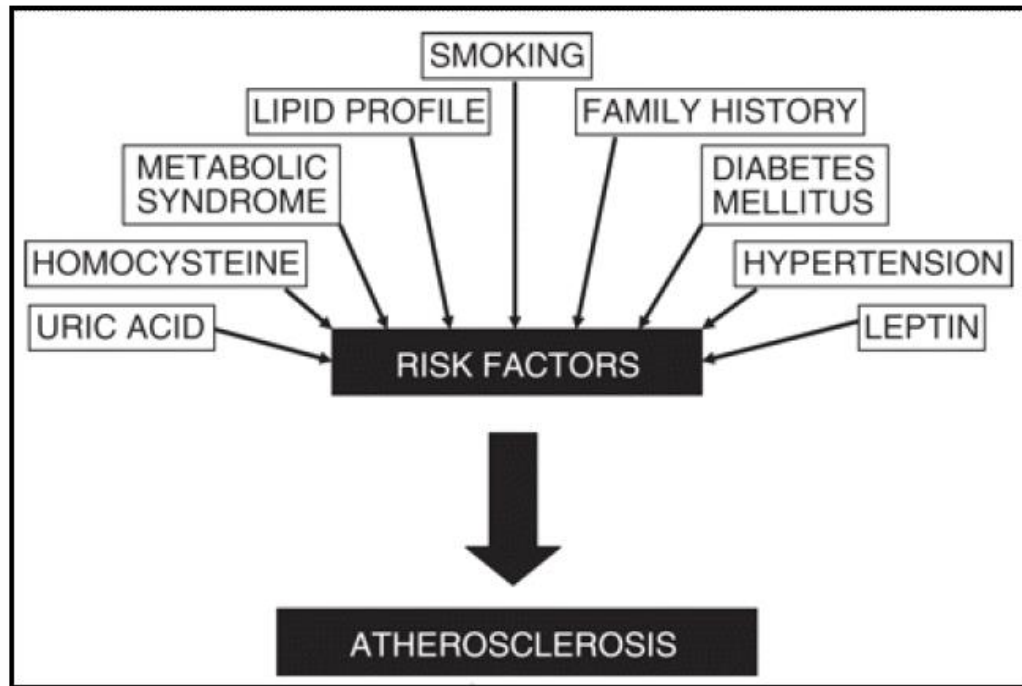 SMOKING
LIPID PROFILE
FAMILY HISTORY
METABOLIC
SYNDROME
DIABETES
MELLITUS
HOMOCYSTEINE
HYPERTENSION
URIC ACID
LEPTIN
RISK FACTORS
ATHEROSCLEROSIS